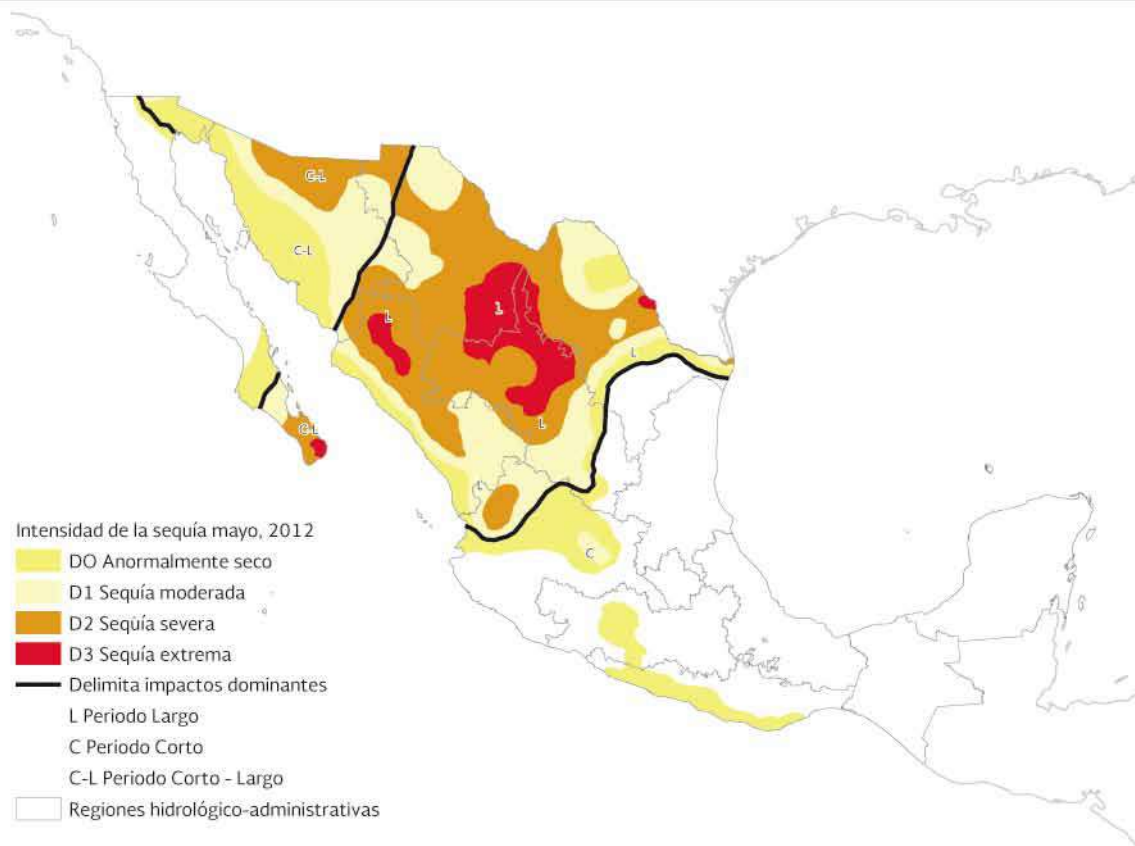 C-L
C-L
L
L
L
L
C-L
L
C
Intensidad de la sequía mayo, 2012
DO Anormalmente seco
D1 Sequía moderada
D2 Sequía severa
D3 Sequía extrema
Delimita impactos dominantes
L Periodo Largo
C Periodo Corto
C-L Periodo Corto - Largo
Regiones hidrológico-administrativas